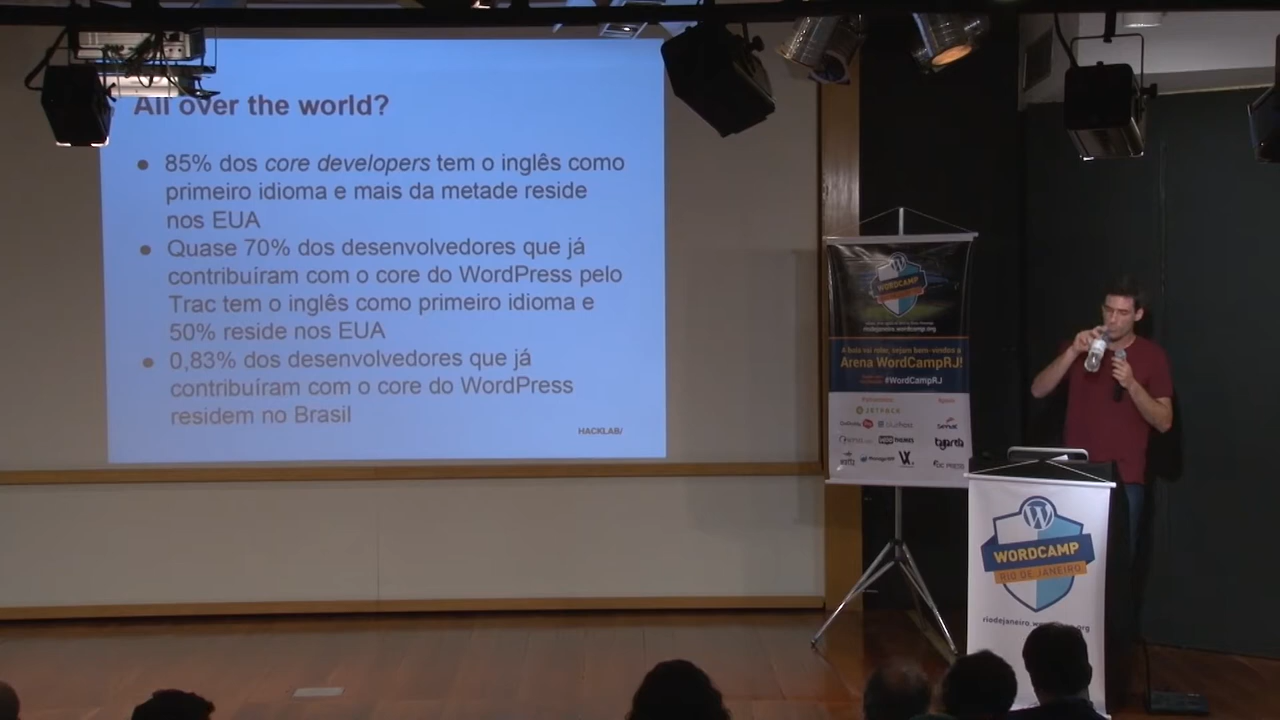 All over the world?
● 85% dos core developers tem o inglês como
primeiro idioma e mais da metade reside
nos EUA
● Quase 70% dos desenvolvedores que já
contribuíram com o core do WordPress pelo
Trac tem o inglês como primeiro idioma e
50% reside nos EUA
● 0,83% dos desenvolvedores que já
contribuíram com o core do WordPress
residem no Brasil
HACKLAB/
WORDCAMP
riodejaneiro.wordcamp.org
A bola vai rolar, sejam bem-vindos a
Arena WordCampRJ!
#WordCampRJ
JETPACK
WORDCAMP
RIO DE JANEIRO